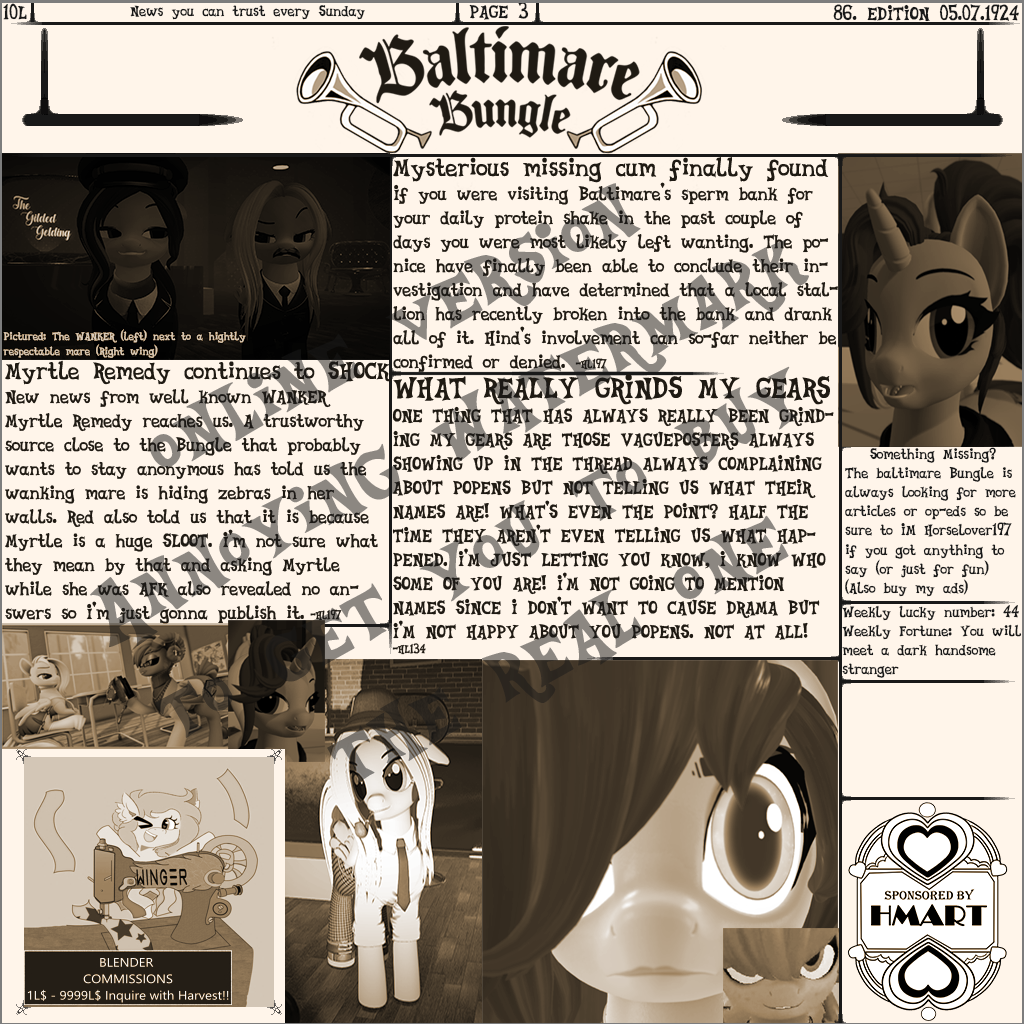 10L
News you can trust every Sunday
PAGE 3
86. EDITION 05.07.1924
Baltimare
Bungle
The
Gilded
Gelding
Pictured: The WANKER (left) next to a hightly
respectable mare (Right wing)
Myrtle Remedy continues to SHOCK
New news from well known WANKER
Myrtle Remedy reaches us. A trustworthy
source close to the Bungle that probably
wants to stay anonymous has told us the
wanking mare is hiding zebras in her
walls. Red also told us that it is because
Myrtle is a huge SLOOT. i'm not sure what
they mean by that and asking Myrtle
while she was AFK also revealed no an-
swers so i'm just gonna publish it. -HL197
Mysterious missing cum finally found
if you were visiting Baltimare's sperm bank for
your daily protein shake in the past couple of
days you were most likely left wanting. The po-
nice have finally been able to conclude their in-
vestigation and have determined that a local stal-
lion has recently broken into the bank and drank
all of it. Hind's involvement can so-far neither be
confirmed or denied. -HL197
WHAT REALLY GRINDS MY GEARS
ONE THING THAT HAS ALWAYS REALLY BEEN GRIND-
ING MY GEARS ARE THOSE VAGUEPOSTERS ALWAYS
SHOWING UP IN THE THREAD ALWAYS COMPLAINING
ABOUT POPENS BUT NOT TELLING US WHAT THEIR
NAMES ARE! WHAT'S EVEN THE POINT? HALF THE
TIME THEY AREN'T EVEN TELLING US WHAT HAP-
PENED. I'M JUST LETTING YOU KNOW, I KNOW WHO
SOME OF YOU ARE! I'M NOT GOING TO MENTION
NAMES SINCE I DON'T WANT TO CAUSE DRAMA BUT
I'M NOT HAPPY ABOUT YOU POPENS. NOT AT ALL!
-HL134
Something Missing?
The baltimare Bungle is
always looking for more
articles or op-eds so be
sure to iM Horselover197
if you got anything to
say (or just for fun)
(Also buy my ads)
Weekly Lucky number: 44
Weekly Fortune: You will
meet a dark handsome
stranger
ONLINE VERSION
ANNOYING WATERMARK
TO GET YOU TO BUY
THE REAL ONE
WINGER
BLENDER
COMMISSIONS
1L$ - 9999L$ Inquire with Harvest!!
SPONSORED BY
HMART